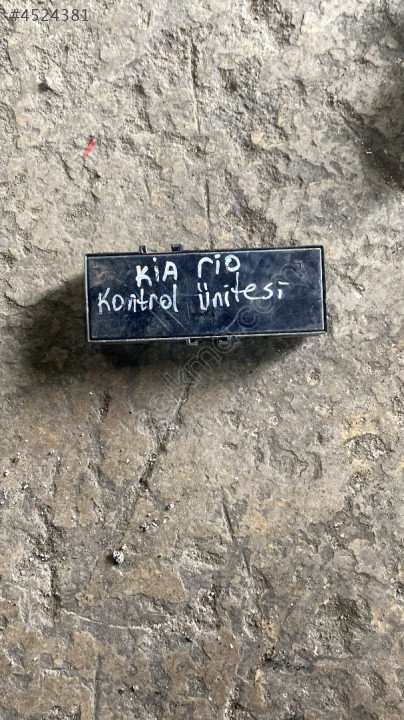 #4524381
KiA rio
Kontrol Ünitesi